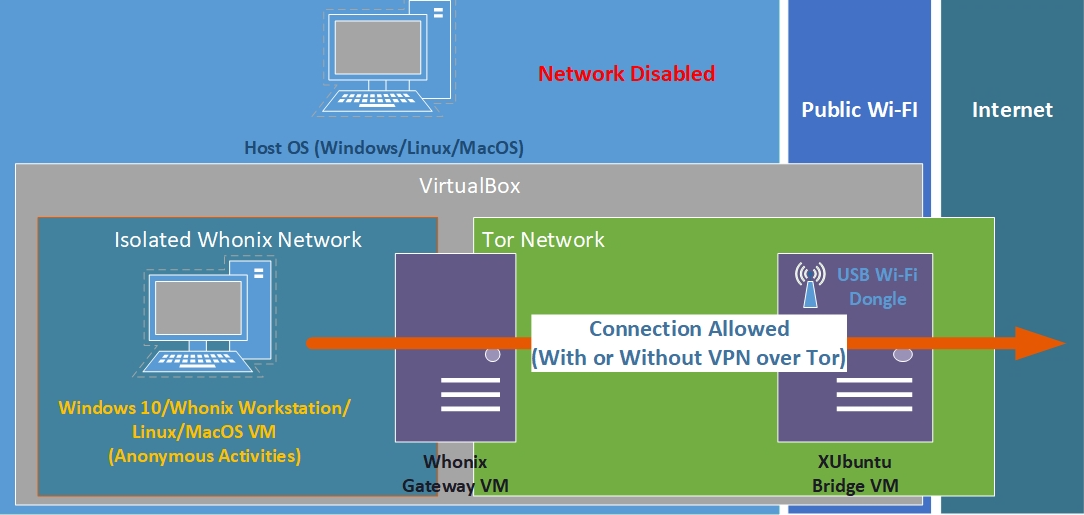 Network Disabled
Public Wi-FI
Internet
Host OS (Windows/Linux/MacOS)
VirtualBox
Isolated Whonix Network
Tor Network
USB Wi-Fi
Dongle
Connection Allowed
(With or Without VPN over Tor)
Windows 10/Whonix Workstation/
Linux/MacOS VM
(Anonymous Activities)
Whonix
Gateway VM
XUbuntu
Bridge VM